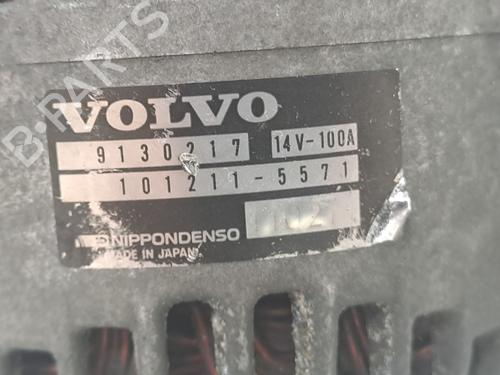 B-PARTS
VOLVO
9130217 14V-100A
101211-5571
NIPPONDENSO
MADE IN JAPAN